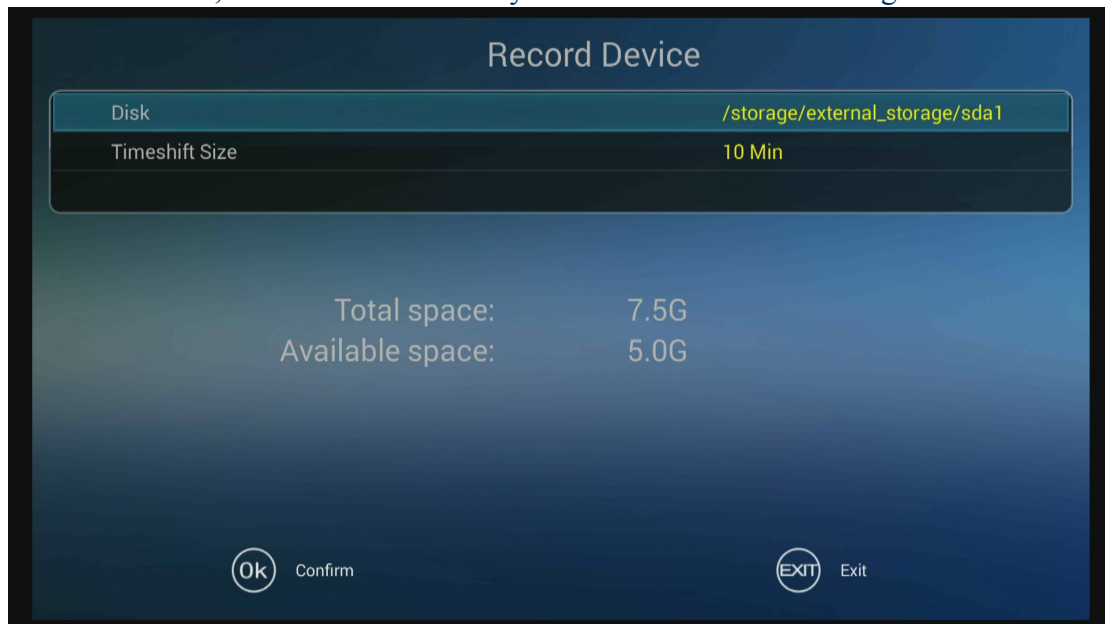 Record Device
Disk /storage/external_storage/sda1
Timeshift Size 10 Min
Total space: 7.5G
Available space: 5.0G
Ok Confirm EXIT Exit